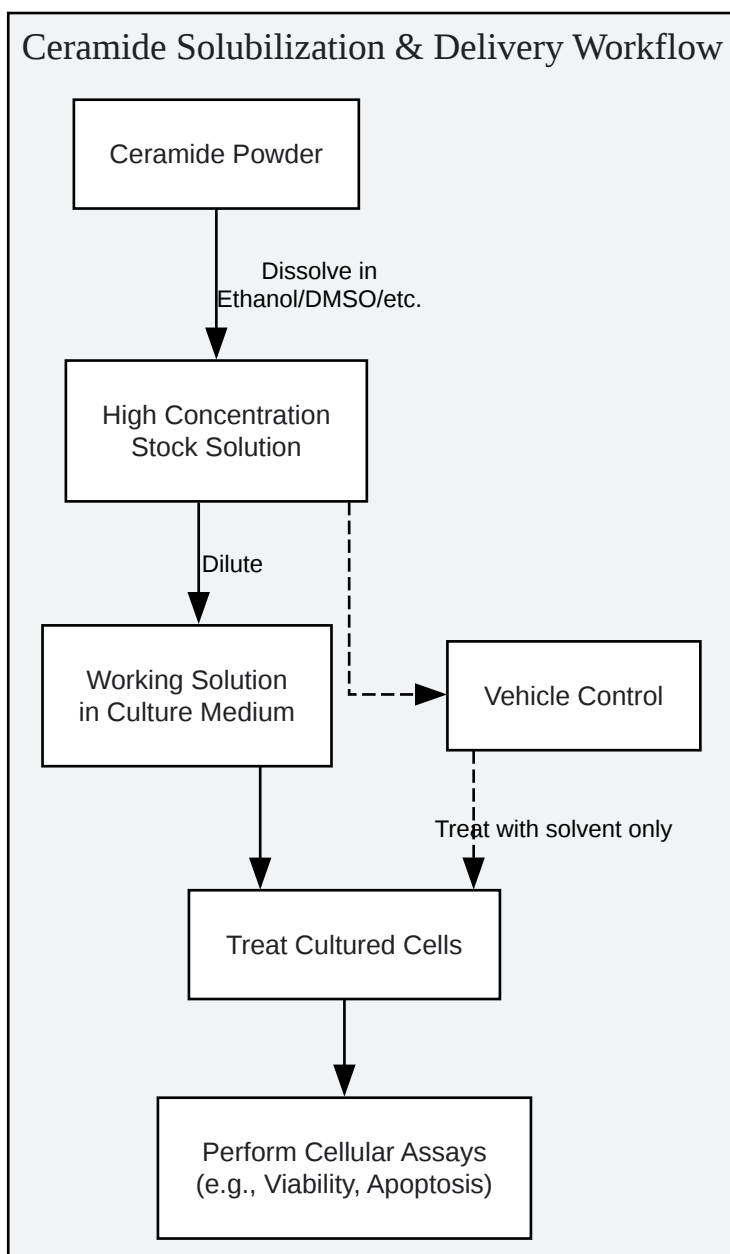 Ceramide Solubilization & Delivery Workflow
Ceramide Powder
Dissolve in
Ethanol/DMSO/etc.
High Concentration
Stock Solution
Dilute
Working Solution
in Culture Medium
Vehicle Control
Treat with solvent only
Treat Cultured Cells
Perform Cellular Assays
(e.g., Viability, Apoptosis)